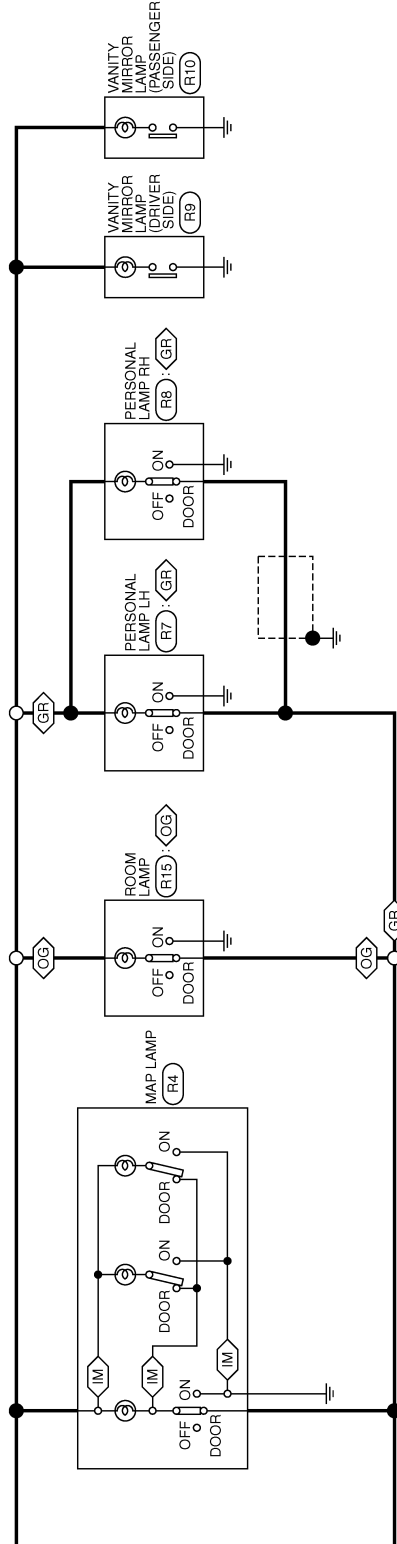 VANITY
MIRROR
LAMP
(PASSENGER
SIDE)
R10
VANITY
MIRROR
LAMP
(DRIVER
SIDE)
R9
PERSONAL
LAMP RH
R8 : GR
ON
OFF
DOOR
PERSONAL
LAMP LH
R7 : GR
ON
OFF
DOOR
GR
ROOM
LAMP
R15 : OG
ON
OFF
DOOR
OG
OG
GR
MAP LAMP
R4
ON
DOOR
ON
DOOR
IM
IM
IM
ON
OFF
DOOR